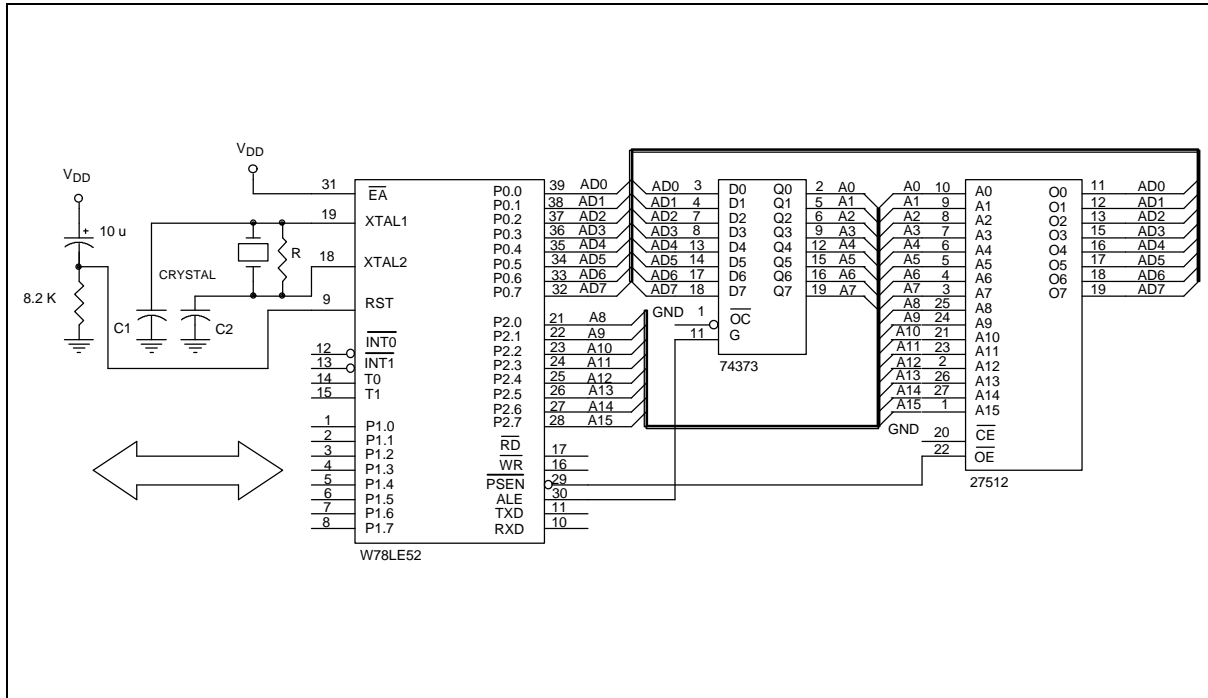 VDD
10 u
8.2 K
VDD
CRYSTAL
R
C1
C2
31 EA
19 XTAL1
18 XTAL2
9 RST
12 INT0
13 INT1
14 T0
15 T1
1 P1.0
2 P1.1
3 P1.2
4 P1.3
5 P1.4
6 P1.5
7 P1.6
8 P1.7
P0.0 39 AD0
P0.1 38 AD1
P0.2 37 AD2
P0.3 36 AD3
P0.4 35 AD4
P0.5 34 AD5
P0.6 33 AD6
P0.7 32 AD7
P2.0 21 A8
P2.1 22 A9
P2.2 23 A10
P2.3 24 A11
P2.4 25 A12
P2.5 26 A13
P2.6 27 A14
P2.7 28 A15
RD 17
WR 16
PSEN 29
ALE 30
TXD 11
RXD 10
W78LE52
AD0 3 D0 Q0 2 A0
AD1 4 D1 Q1 5 A1
AD2 7 D2 Q2 6 A2
AD3 8 D3 Q3 9 A3
AD4 13 D4 Q4 12 A4
AD5 14 D5 Q5 15 A5
AD6 17 D6 Q6 16 A6
AD7 18 D7 Q7 19 A7
GND 1 OC
11 G
74373
A0 10 A0 O0 11 AD0
A1 9 A1 O1 12 AD1
A2 8 A2 O2 13 AD2
A3 7 A3 O3 15 AD3
A4 6 A4 O4 16 AD4
A5 5 A5 O5 17 AD5
A6 4 A6 O6 18 AD6
A7 3 A7 O7 19 AD7
A8 25 A8
A9 24 A9
A10 21 A10
A11 23 A11
A12 2 A12
A13 26 A13
A14 27 A14
A15 1 A15
GND 20 CE
22 OE
27512